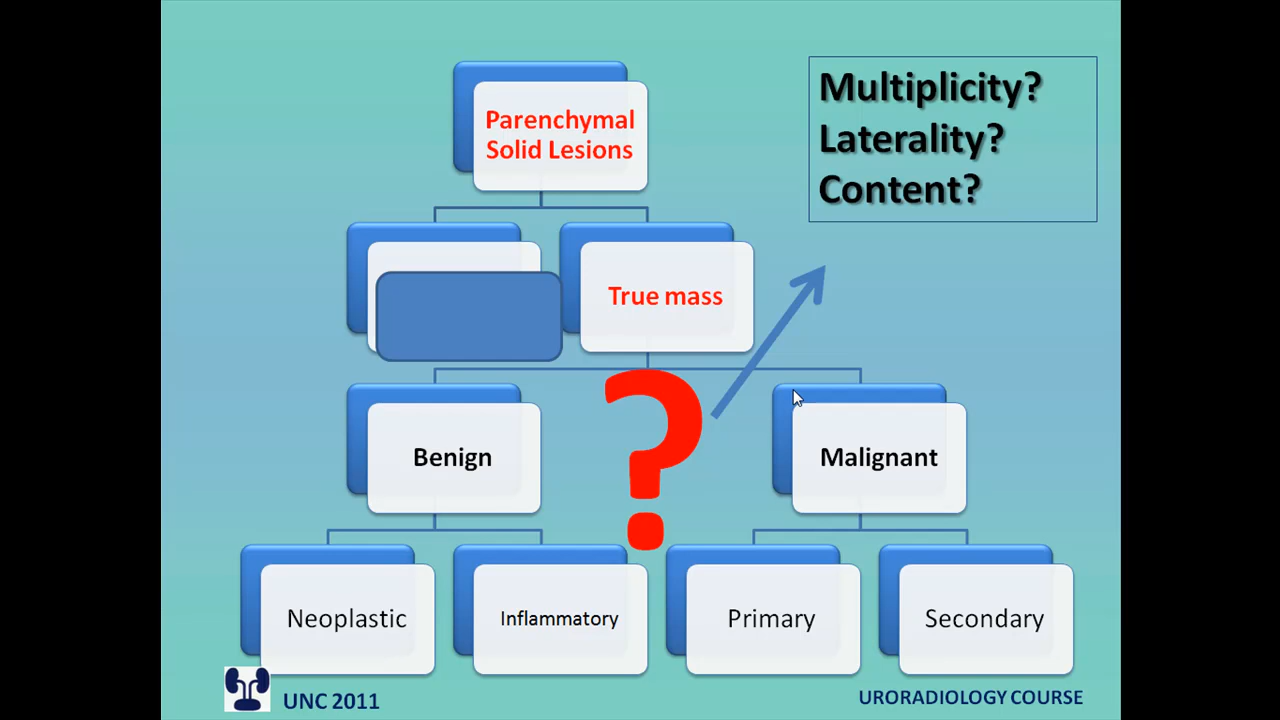 Parenchymal
Solid Lesions
Multiplicity?
Laterality?
Content?
True mass
?
Benign
Malignant
Neoplastic
Inflammatory
Primary
Secondary
UNC 2011
URORADIOLOGY COURSE